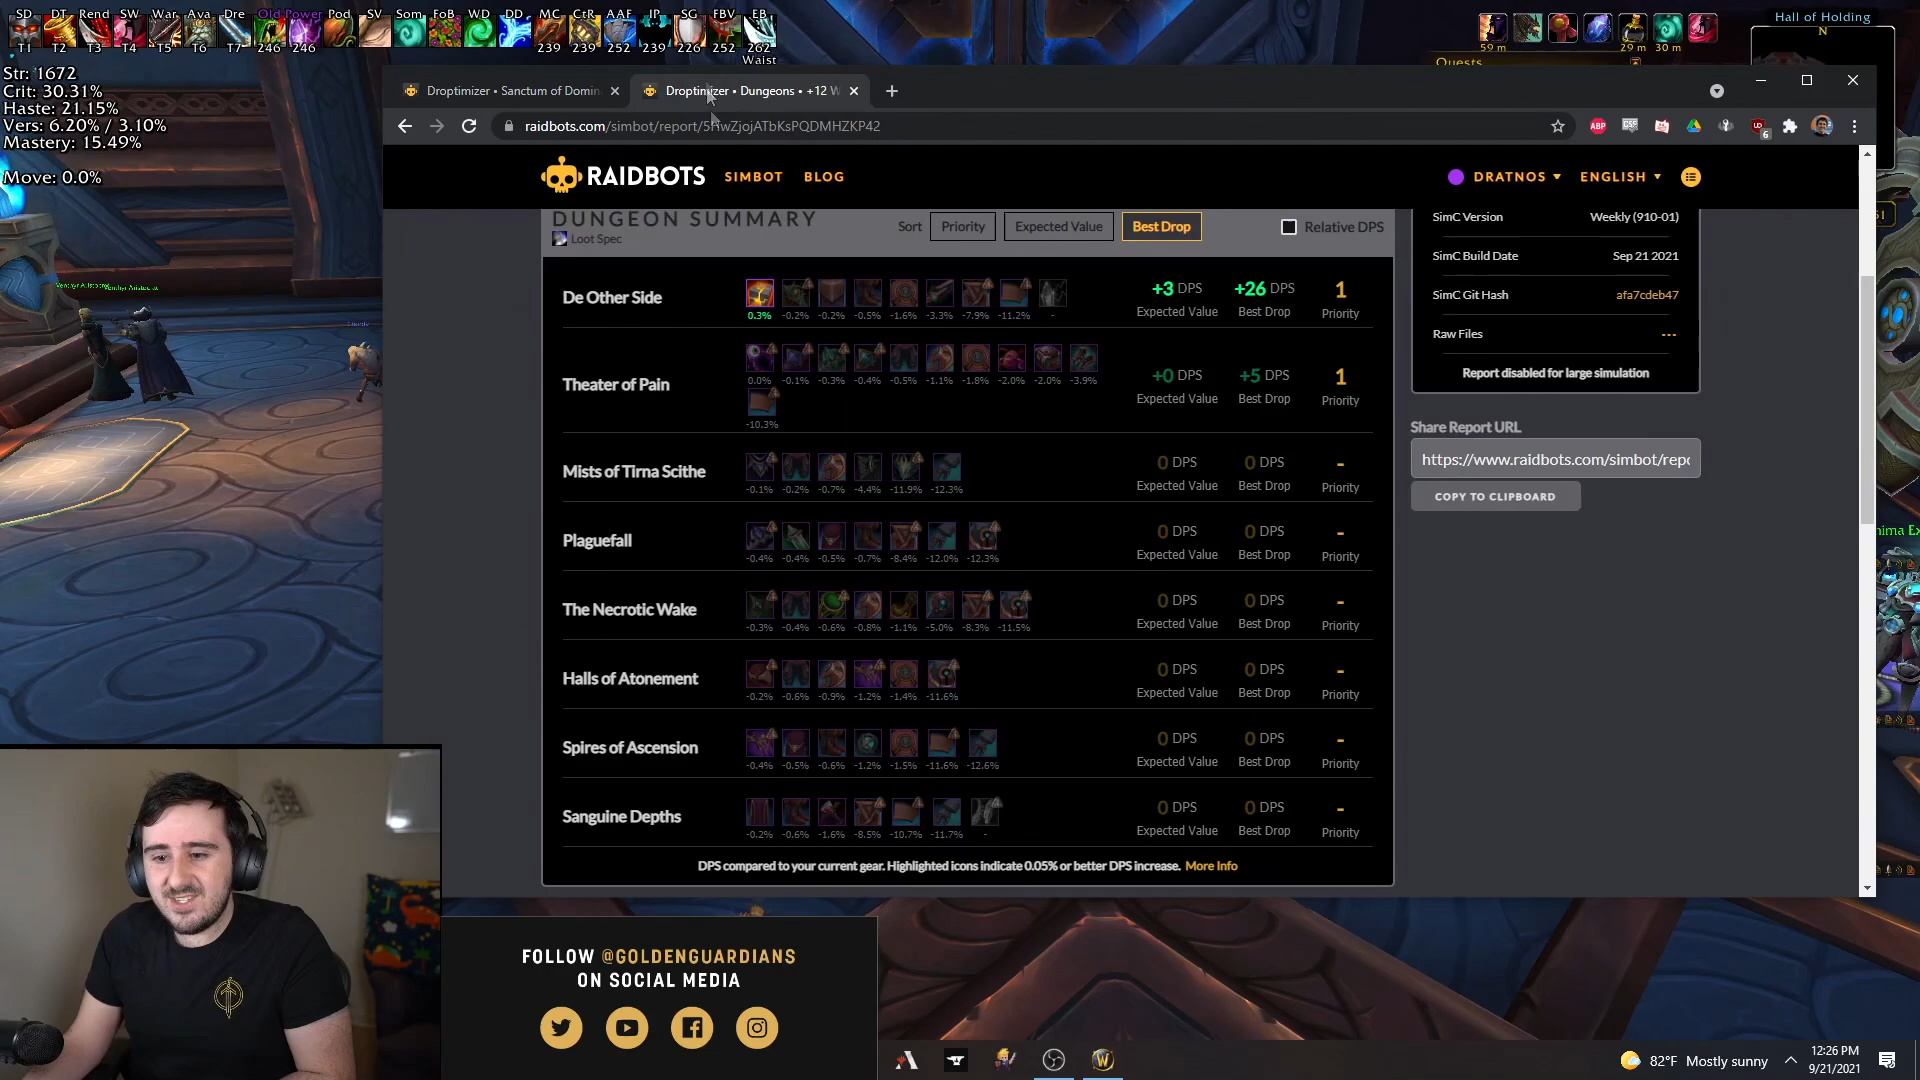 SD DT Rend SW War Ava Dre Old Power Pod SV Som FoB WD DD MC CtR AAF IP SG FBV EB
T1 T2 T3 T4 T5 T6 T7 246 246 239 239 252 239 226 252 262
Waist
Str: 1672
Crit: 30.31%
Haste: 21.15%
Vers: 6.20% / 3.10%
Mastery: 15.49%
Move: 0.0%
59 m 29 m 30 m
Hall of Holding
N
Quests
Droptimizer • Sanctum of Domin
Droptimizer • Dungeons • +12 W
raidbots.com/simbot/report/5HwZjojATbKsPQDMHZKP42
ABP
6
RAIDBOTS SIMBOT BLOG
DRATNOS ENGLISH
DUNGEON SUMMARY
Loot Spec
Sort Priority Expected Value Best Drop Relative DPS
De Other Side
0.3% -0.2% -0.2% -0.5% -1.6% -3.3% -7.9% -11.2% -
+3 DPS +26 DPS 1
Expected Value Best Drop Priority
Theater of Pain
0.0% -0.1% -0.3% -0.4% -0.5% -1.1% -1.8% -2.0% -2.0% -3.9%
-10.3%
+0 DPS +5 DPS 1
Expected Value Best Drop Priority
Mists of Tirna Scithe
-0.1% -0.2% -0.7% -4.4% -11.9% -12.3%
0 DPS 0 DPS -
Expected Value Best Drop Priority
Plaguefall
-0.4% -0.4% -0.5% -0.7% -8.4% -12.0% -12.3%
0 DPS 0 DPS -
Expected Value Best Drop Priority
The Necrotic Wake
-0.3% -0.4% -0.6% -0.8% -1.1% -5.0% -8.3% -11.5%
0 DPS 0 DPS -
Expected Value Best Drop Priority
Halls of Atonement
-0.2% -0.6% -0.9% -1.2% -1.4% -11.6%
0 DPS 0 DPS -
Expected Value Best Drop Priority
Spires of Ascension
-0.4% -0.5% -0.6% -1.2% -1.5% -11.6% -12.6%
0 DPS 0 DPS -
Expected Value Best Drop Priority
Sanguine Depths
-0.2% -0.6% -1.6% -8.5% -10.7% -11.7% -
0 DPS 0 DPS -
Expected Value Best Drop Priority
DPS compared to your current gear. Highlighted icons indicate 0.05% or better DPS increase. More Info
SimC Version Weekly (910-01)
SimC Build Date Sep 21 2021
SimC Git Hash afa7cdeb47
Raw Files ---
Report disabled for large simulation
Share Report URL
https://www.raidbots.com/simbot/repo
COPY TO CLIPBOARD
FOLLOW @GOLDENGUARDIANS
ON SOCIAL MEDIA
82°F Mostly sunny
12:26 PM
9/21/2021